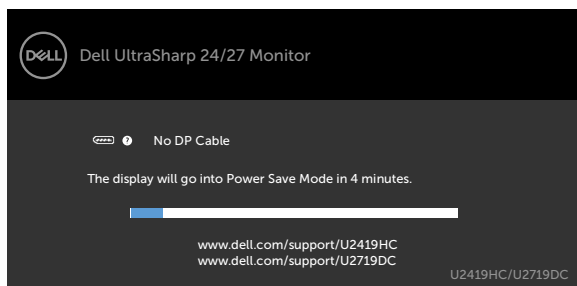 DELL
Dell UltraSharp 24/27 Monitor
? No DP Cable
The display will go into Power Save Mode in 4 minutes.
www.dell.com/support/U2419HC
www.dell.com/support/U2719DC
U2419HC/U2719DC